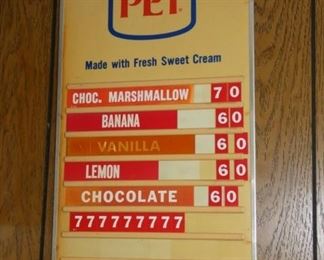 PET
Made with Fresh Sweet Cream
CHOC. MARSHMALLOW 70
BANANA 60
VANILLA 60
LEMON 60
CHOCOLATE 60
777777777